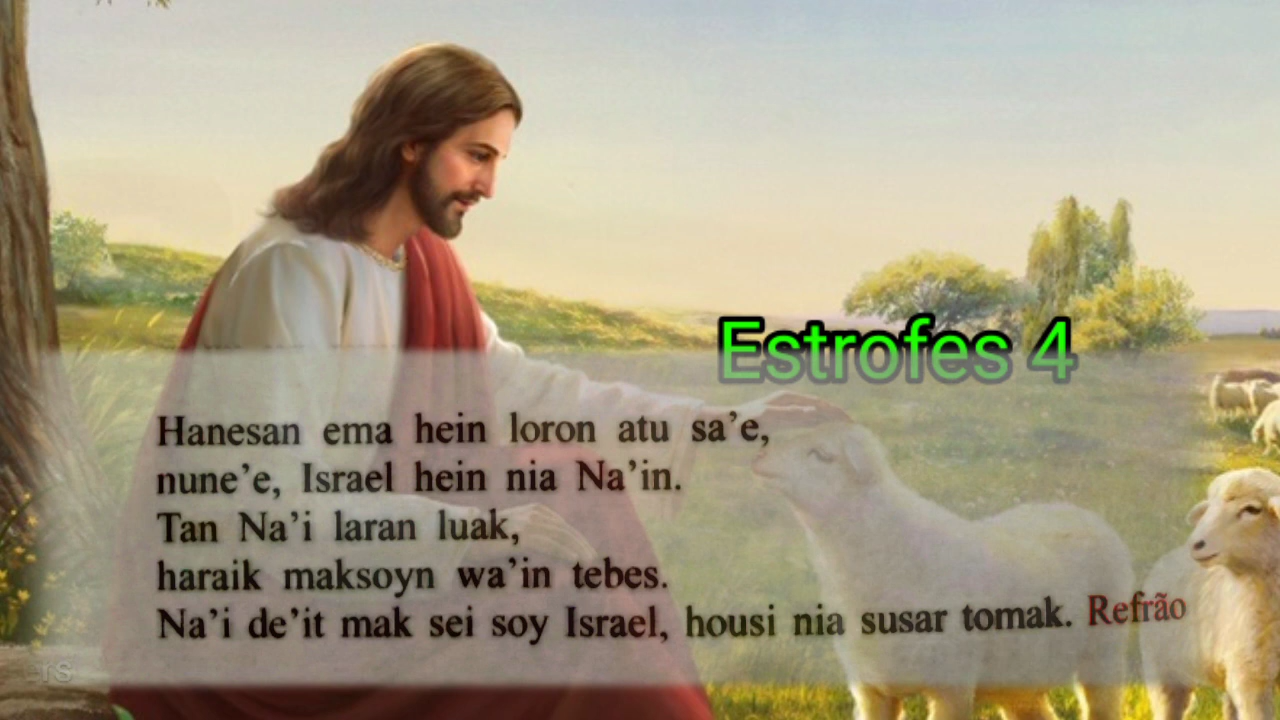 Estrofes 4
Hanesan ema hein loron atu sa’e,
nune’e, Israel hein nia Na’in.
Tan Na’i laran luak,
haraik maksoyn wa’in tebes.
Na’i de’it mak sei soy Israel, housi nia susar tomak. Refrão